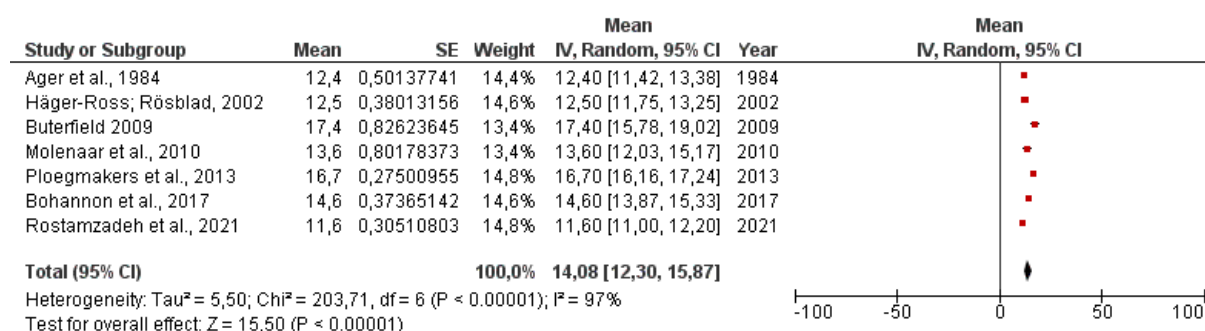 Mean Mean
Study or Subgroup Mean SE Weight IV, Random, 95% CI Year IV, Random, 95% CI
Ager et al., 1984 12,4 0,50137741 14,4% 12,40 [11,42, 13,38] 1984
Häger-Ross; Rösblad, 2002 12,5 0,38013156 14,6% 12,50 [11,75, 13,25] 2002
Buterfield 2009 17,4 0,82623645 13,4% 17,40 [15,78, 19,02] 2009
Molenaar et al., 2010 13,6 0,80178373 13,4% 13,60 [12,03, 15,17] 2010
Ploegmakers et al., 2013 16,7 0,27500955 14,8% 16,70 [16,16, 17,24] 2013
Bohannon et al., 2017 14,6 0,37365142 14,6% 14,60 [13,87, 15,33] 2017
Rostamzadeh et al., 2021 11,6 0,30510803 14,8% 11,60 [11,00, 12,20] 2021
Total (95% CI) 100,0% 14,08 [12,30, 15,87]
Heterogeneity: Tau² = 5,50; Chi² = 203,71, df = 6 (P < 0.00001); I² = 97%
Test for overall effect: Z = 15,50 (P < 0.00001)
-100 -50 0 50 100